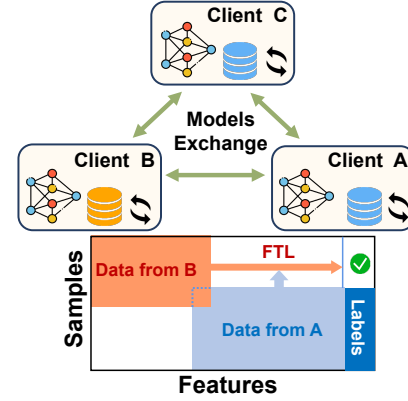 Client C
Models
Exchange
Client B
Client A
Data from B
FTL
Data from A
Labels
Samples
Features